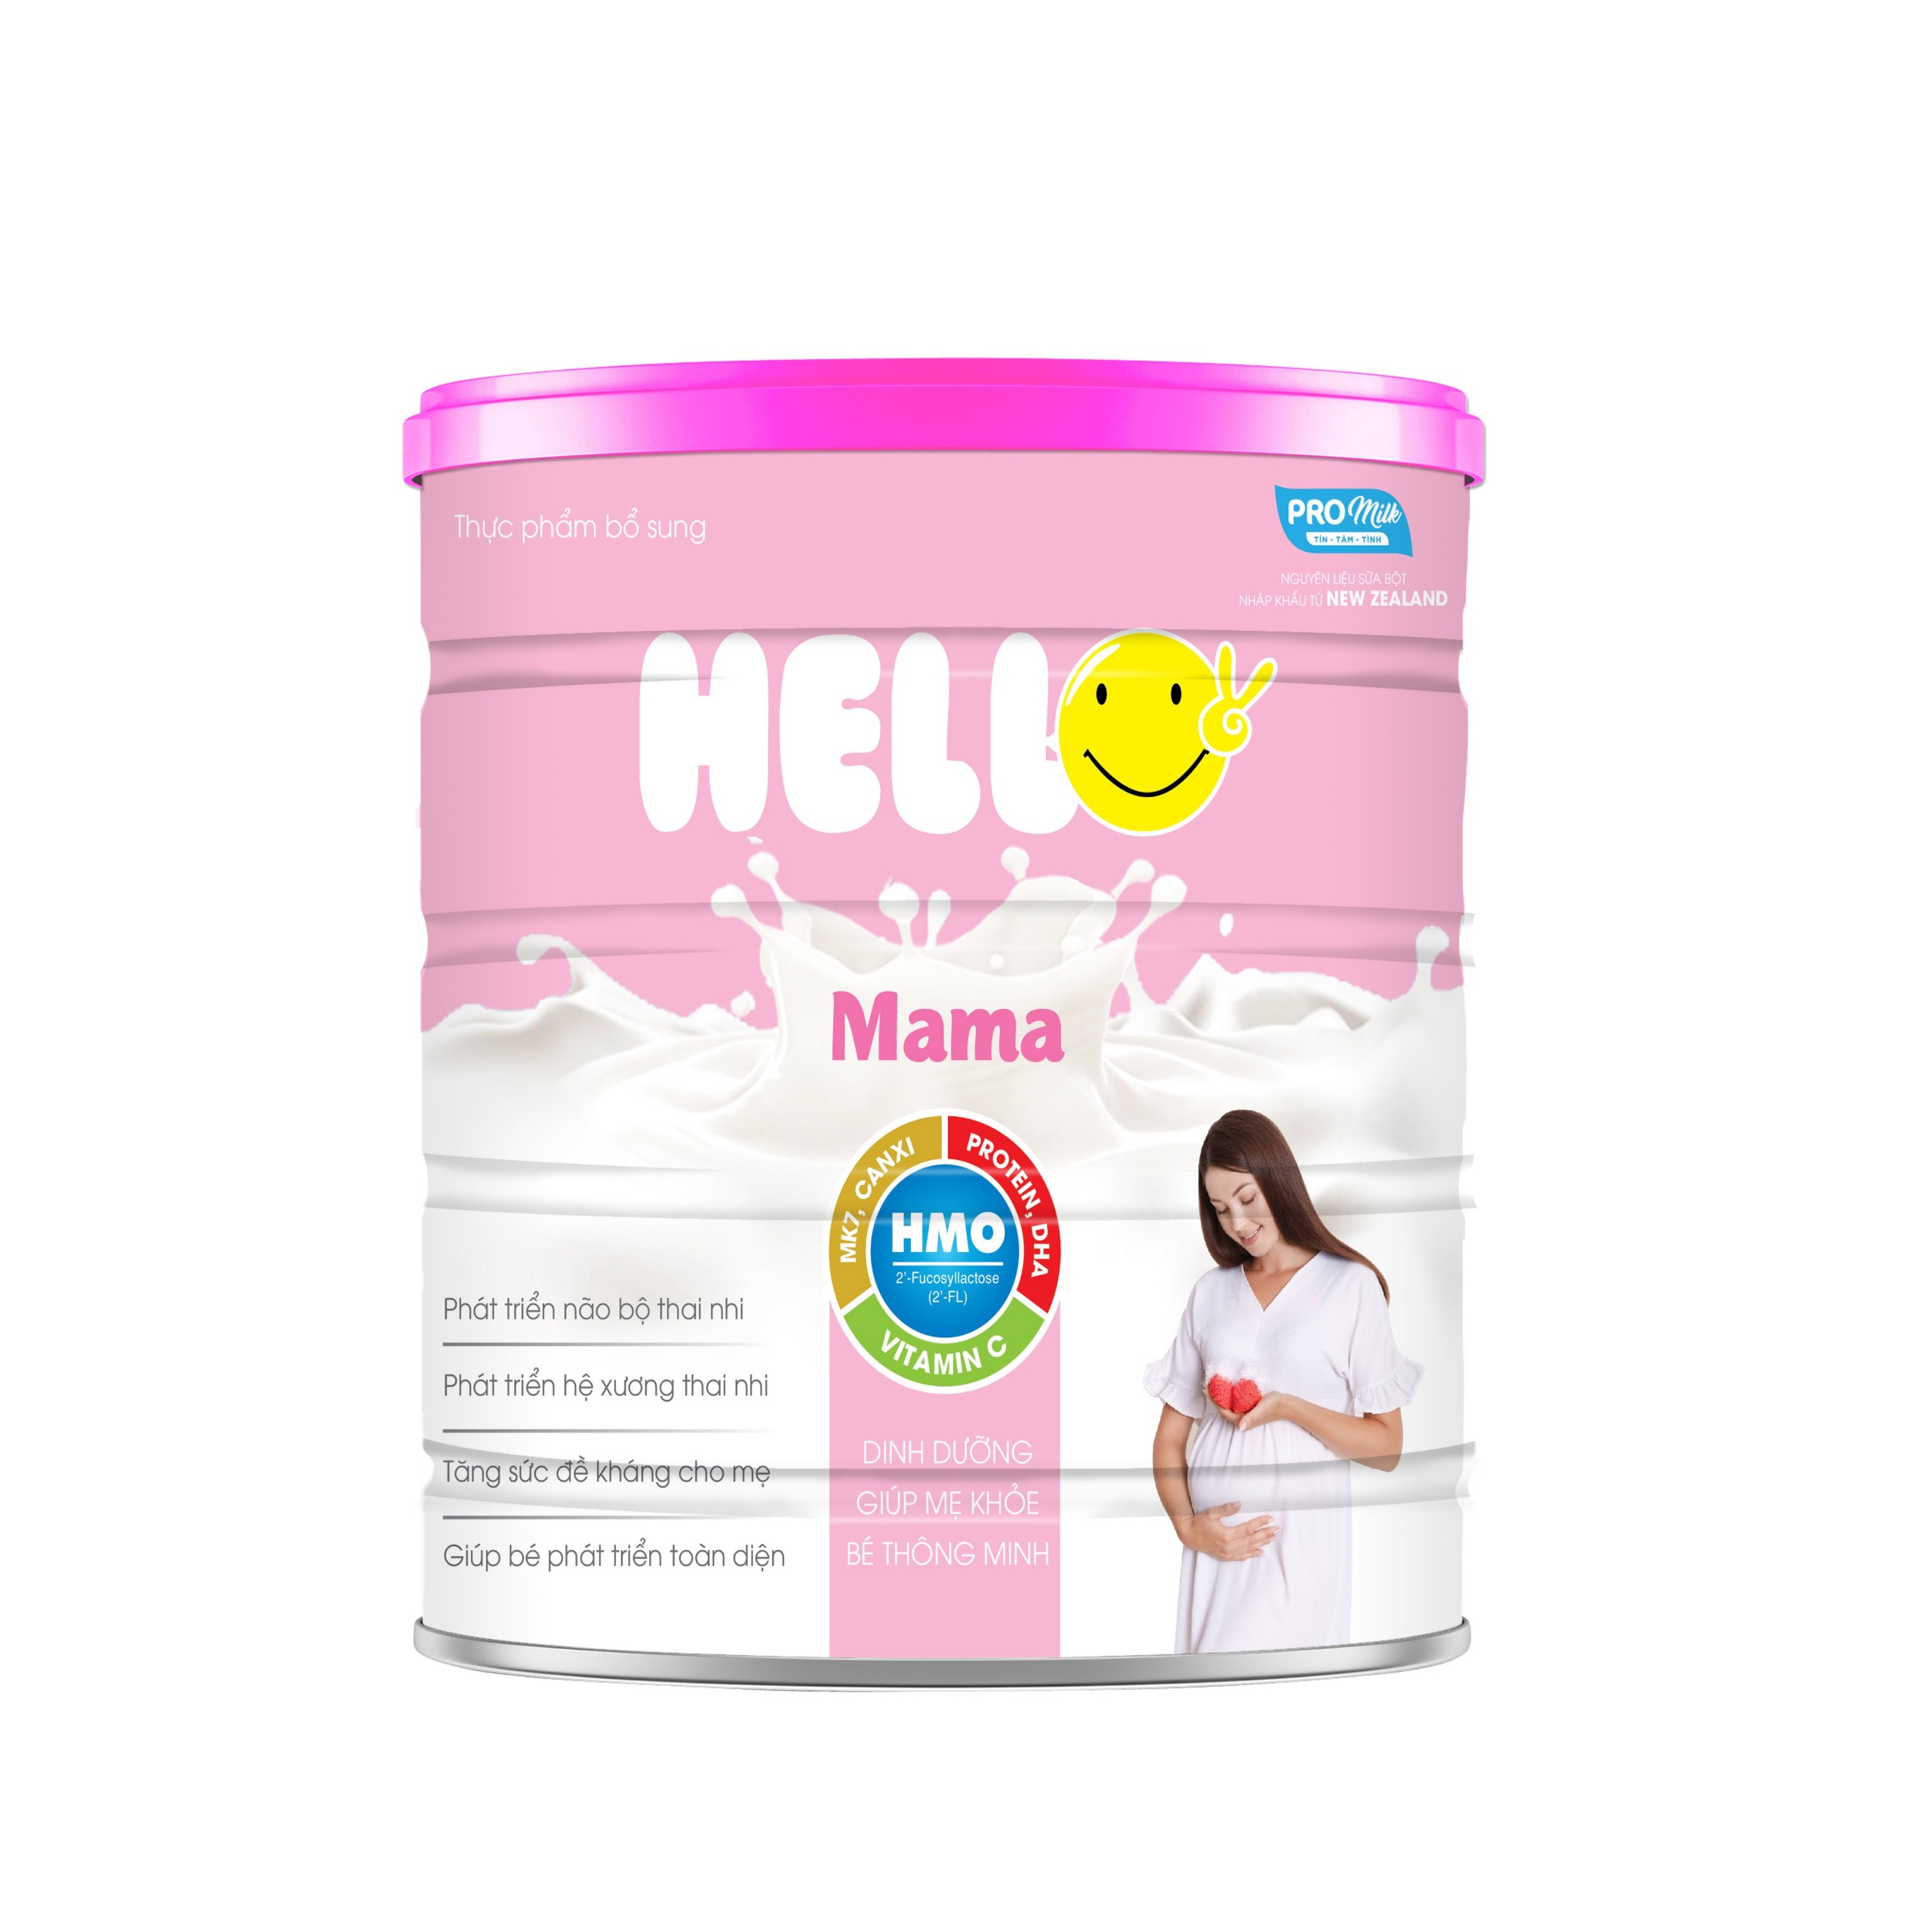 Thực phẩm bổ sung
PRO Milk
TÍN - TÂM - TÌNH
NGUYÊN LIỆU SỮA BỘT
NHẬP KHẨU TỪ NEW ZEALAND
HELLO
Mama
MK7, CANXI
PROTEIN, DHA
HMO
2'-Fucosyllactose
(2'-FL)
VITAMIN C
Phát triển não bộ thai nhi
Phát triển hệ xương thai nhi
Tăng sức đề kháng cho mẹ
Giúp bé phát triển toàn diện
DINH DƯỠNG
GIÚP MẸ KHỎE
BÉ THÔNG MINH